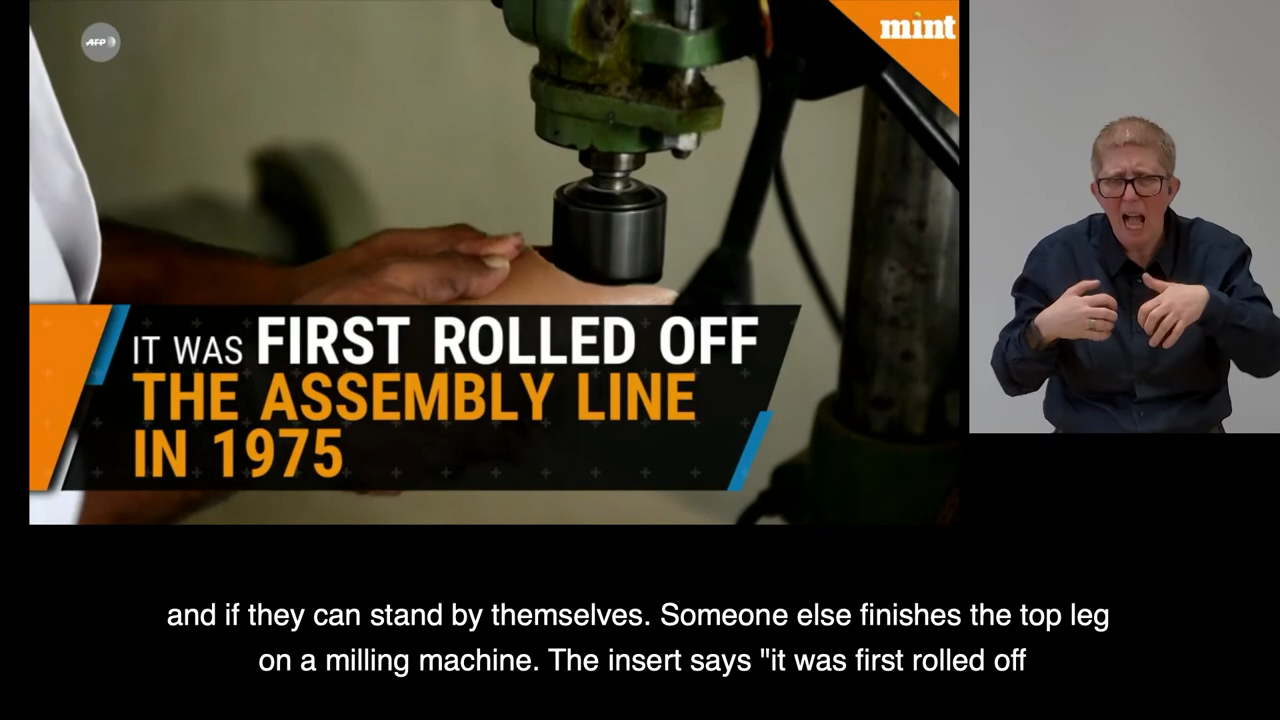 AFP
mint
IT WAS FIRST ROLLED OFF
THE ASSEMBLY LINE
IN 1975
and if they can stand by themselves. Someone else finishes the top leg
on a milling machine. The insert says "it was first rolled off